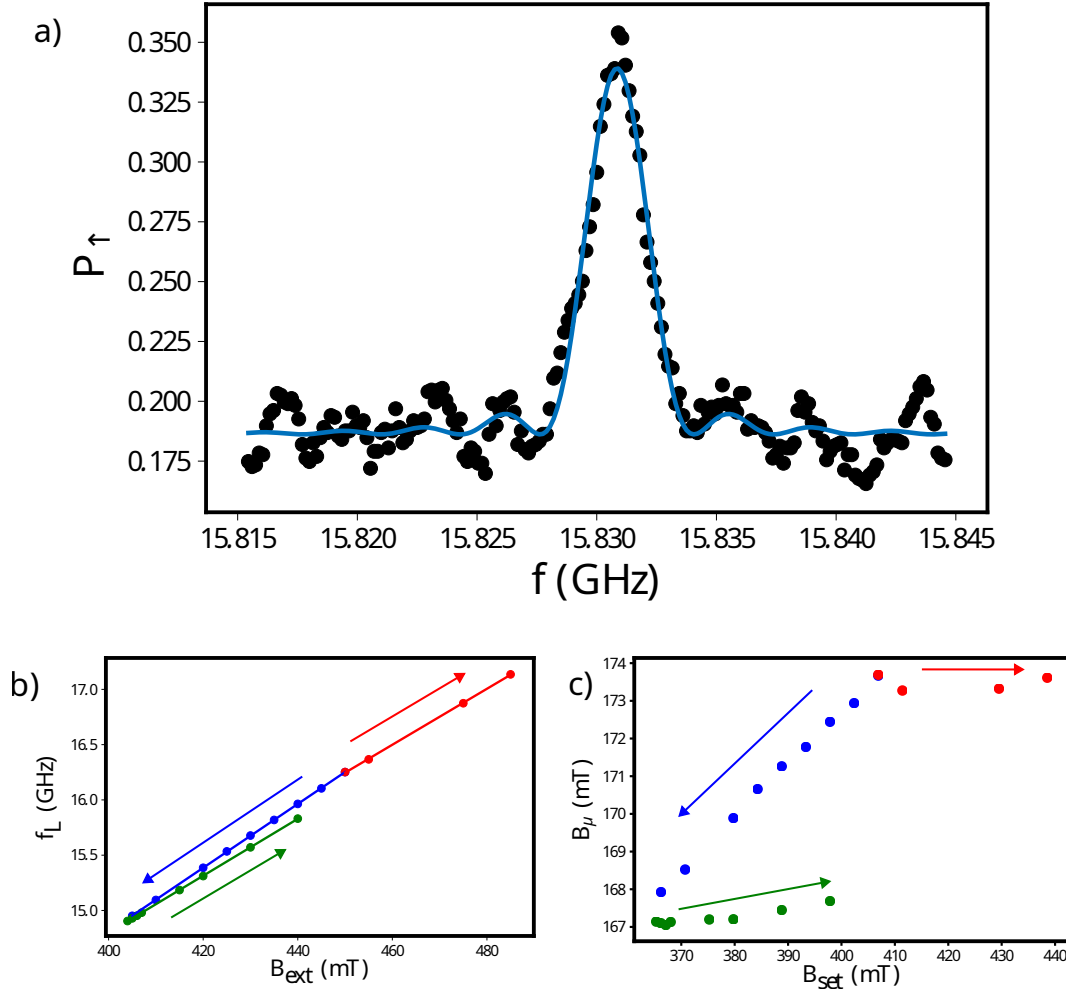 a)
0.350
0.325
0.300
0.275
0.250
0.225
0.200
0.175
P↑
15.815 15.820 15.825 15.830 15.835 15.840 15.845
f (GHz)
b)
17.0
16.5
16.0
15.5
15.0
f_L (GHz)
400 420 440 460 480
B_ext (mT)
c)
174
173
172
171
170
169
168
167
B_μ (mT)
370 380 390 400 410 420 430 440
B_set (mT)